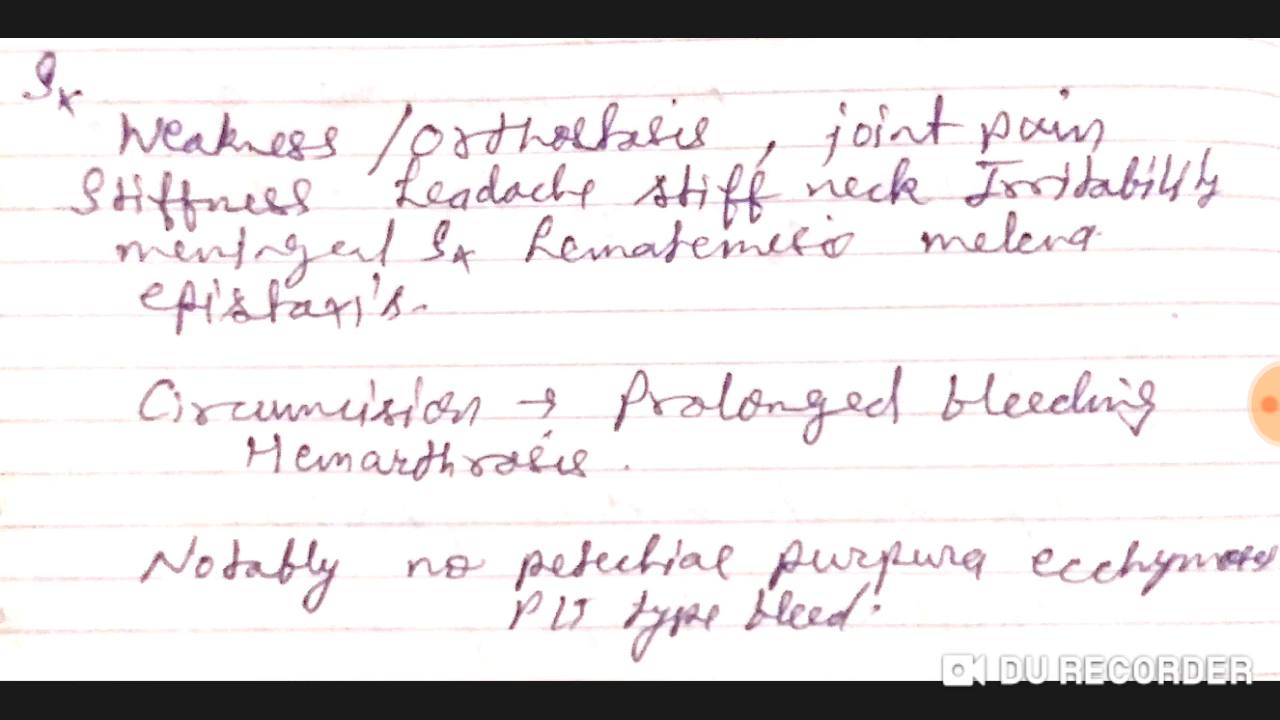 Sx
Weakness / Orthostasis , joint pain
Stiffness headache stiff neck Irritability
meningeal Sx hematemesis melena
epistaxis.
Circumcision → Prolonged bleeding
Hemarthrosis .
Notably no petechiae purpura ecchymoses
PLT type bleed.
DU RECORDER